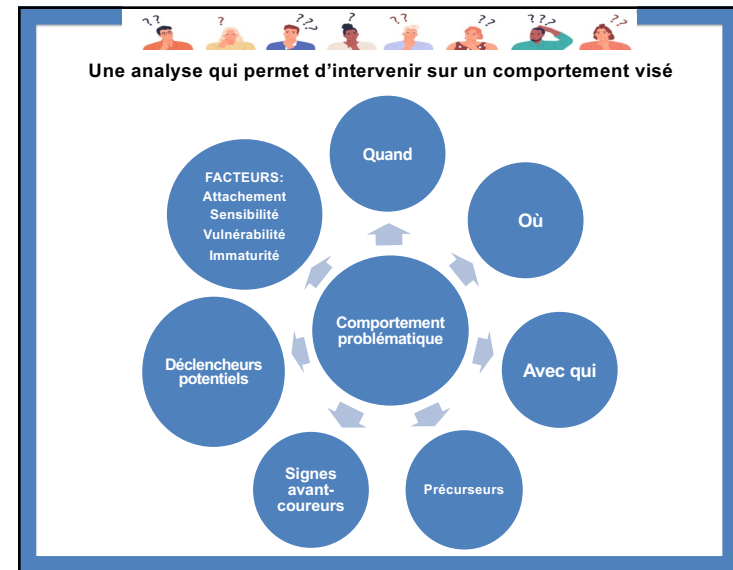 ? ? ? ? ? ? ? ? ? ? ? ? ? ? ? ? ?
Une analyse qui permet d'intervenir sur un comportement visé
Quand
Où
Avec qui
Précurseurs
Signes
avant-
coureurs
Déclencheurs
potentiels
FACTEURS:
Attachement
Sensibilité
Vulnérabilité
Immaturité
Comportement
problématique